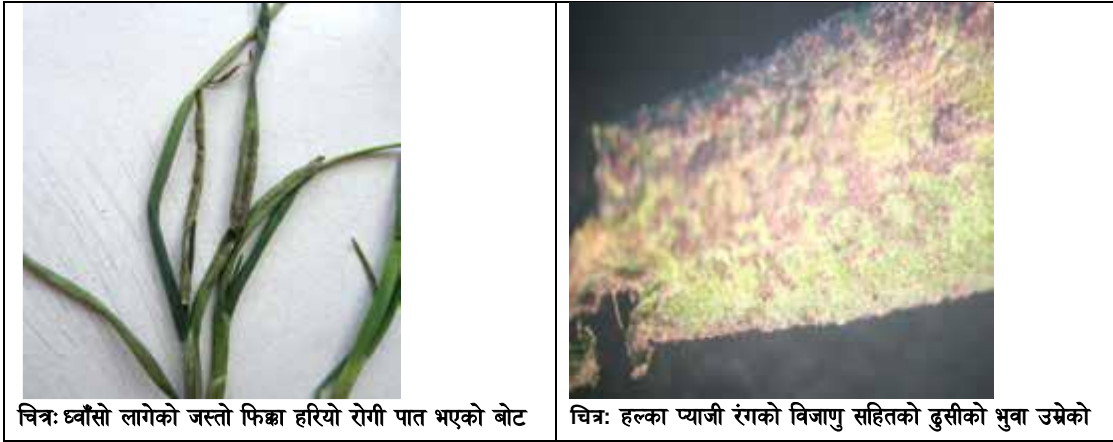 चित्र: ध्वाँसो लागेको जस्तो फिक्का हरियो रोगी पात भएको बोट
चित्र: हल्का प्याजी रंगको विजाणु सहितको ढुसीको भुवा उम्रेको